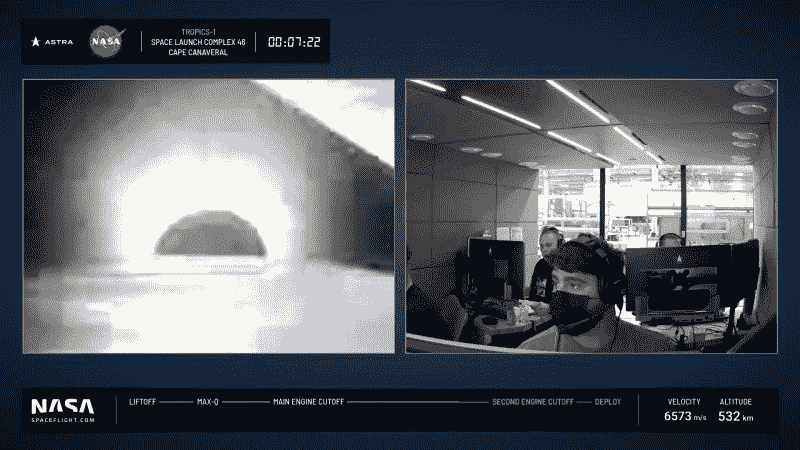 ASTRA
NASA
TROPICS-1
SPACE LAUNCH COMPLEX 46
CAPE CANAVERAL
00:07:22
NASA
SPACEFLIGHT.COM
LIFTOFF
MAX-Q
MAIN ENGINE CUTOFF
SECOND ENGINE CUTOFF
DEPLOY
VELOCITY
6573 m/s
ALTITUDE
532 km